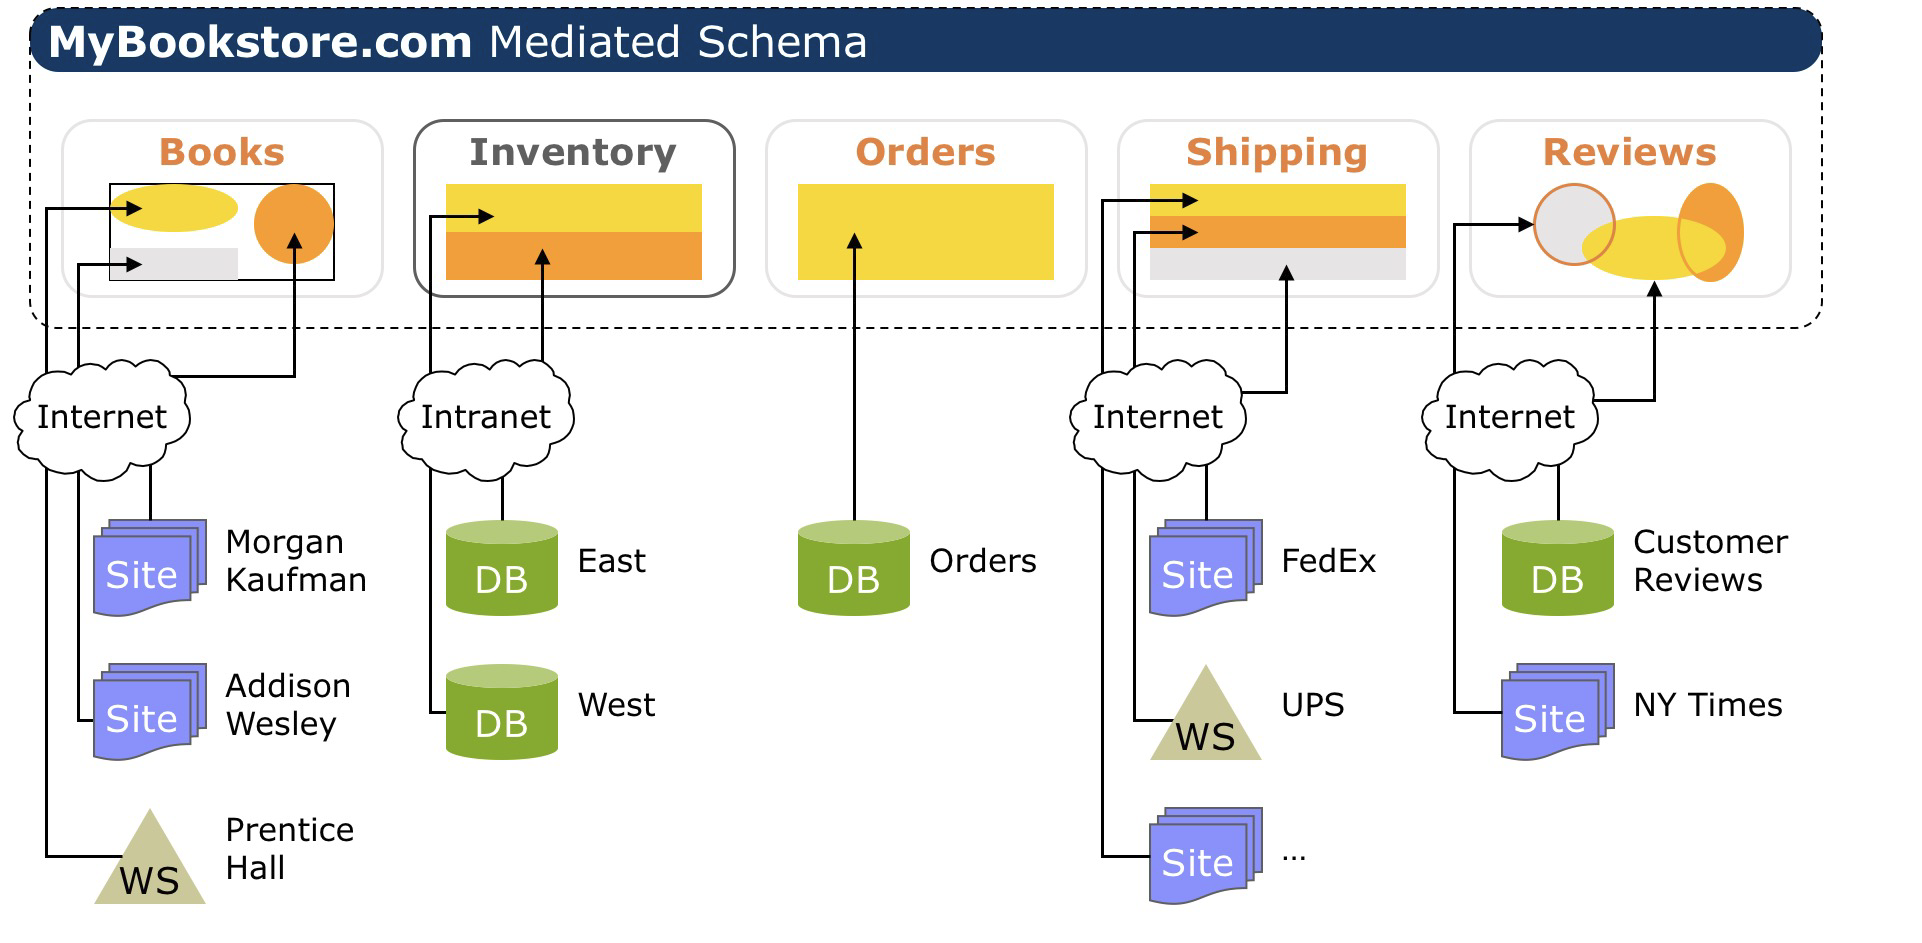 MyBookstore.com Mediated Schema
Books
Inventory
Orders
Shipping
Reviews
Internet
Intranet
Internet
Internet
Site
Morgan
Kaufman
DB
East
DB
Orders
Site
FedEx
DB
Customer
Reviews
Site
Addison
Wesley
DB
West
WS
UPS
Site
NY Times
WS
Prentice
Hall
Site
...